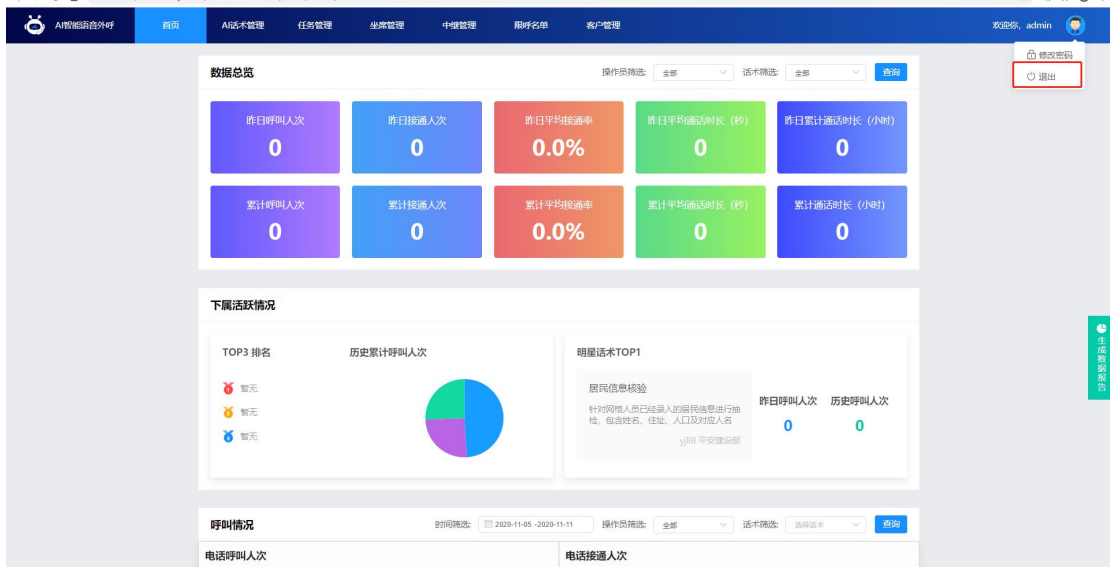 AI智能语音外呼 首页 AI话术管理 任务管理 坐席管理 中继管理 限呼名单 客户管理 欢迎你, admin
修改密码
退出
数据总览 操作员筛选: 全部 话术筛选: 全部 查询
昨日呼叫人次 昨日接通人次 昨日平均接通率 昨日平均通话时长（秒） 昨日累计通话时长（小时）
0 0 0.0% 0 0
累计呼叫人次 累计接通人次 累计平均接通率 累计平均通话时长（秒） 累计通话时长（小时）
0 0 0.0% 0 0
下属活跃情况
TOP3 排名 历史累计呼叫人次 明星话术TOP1
暂无
暂无
暂无
居民信息核验
针对网格人员已经录入的居民信息进行抽
检，包含姓名、住址、人口及对应人名
yjli8 平安建设部
昨日呼叫人次 历史呼叫人次
0 0
生成数据报告
呼叫情况 时间筛选: 2020-11-05 -2020-11-11 操作员筛选: 全部 话术筛选: 选择话术 查询
电话呼叫人次 电话接通人次